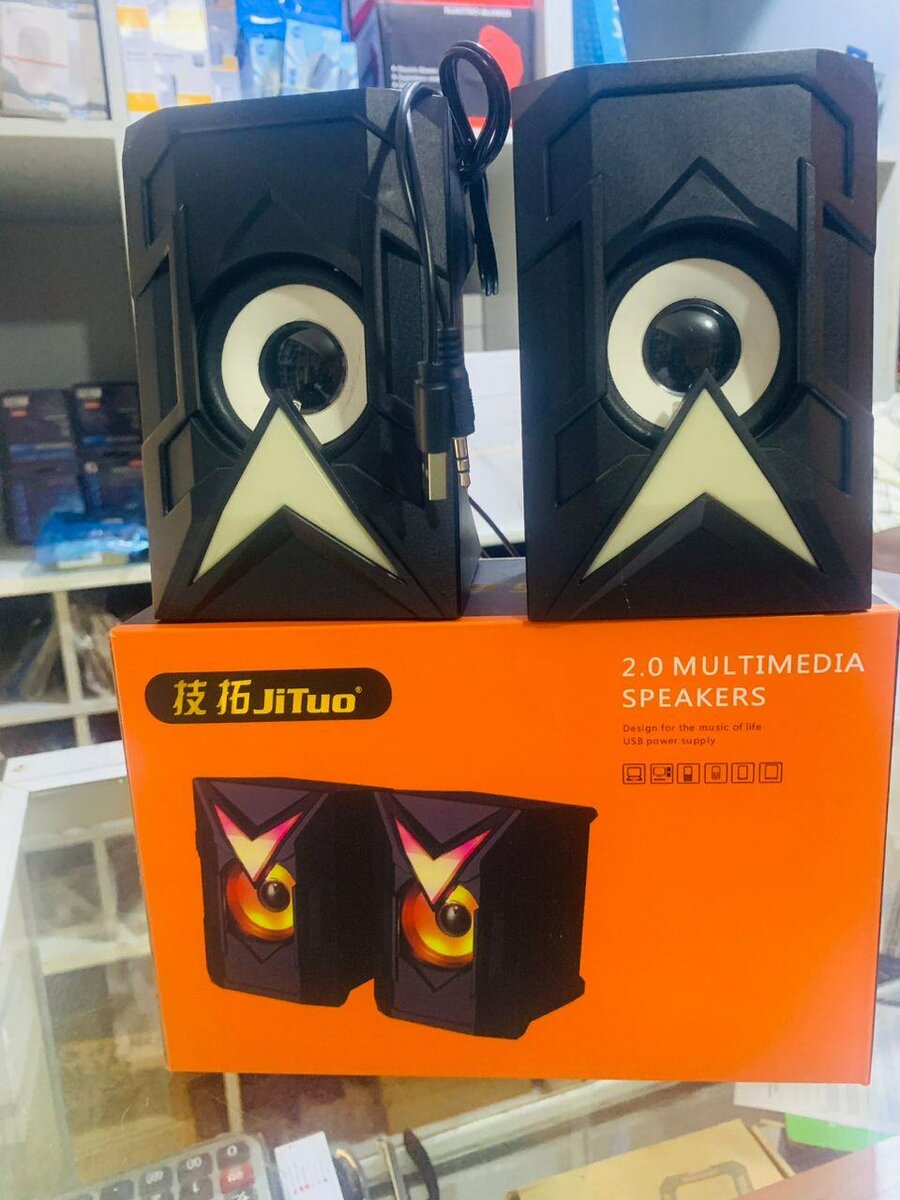 技拓JiTuo®
2.0 MULTIMEDIA
SPEAKERS
Design for the music of life
USB power supply